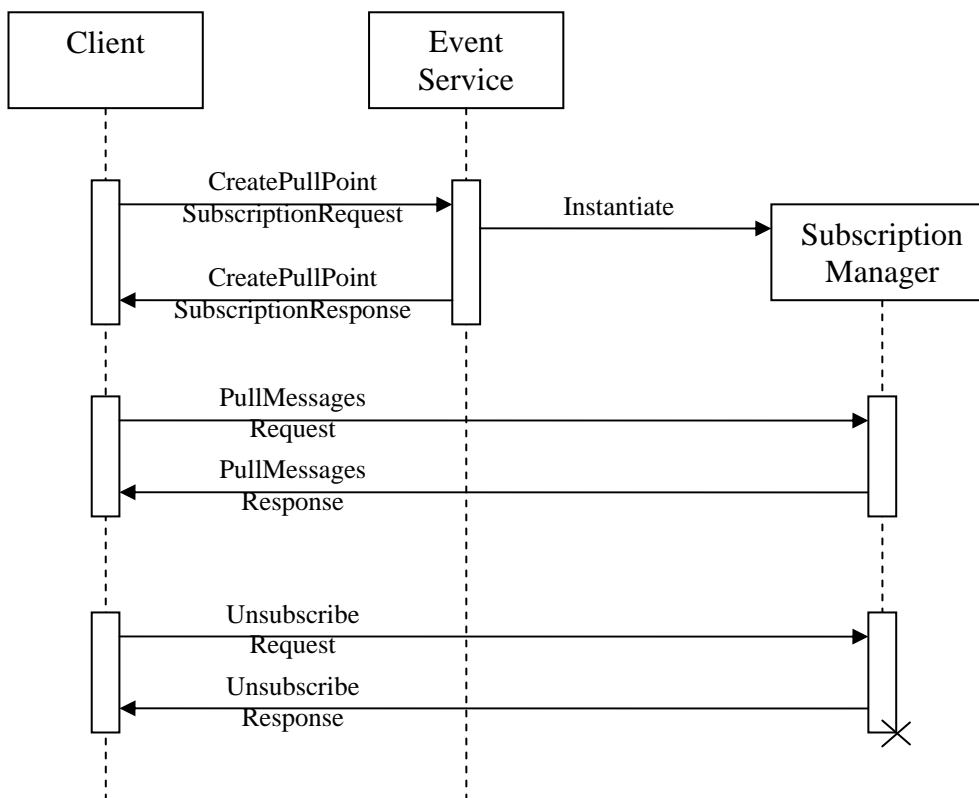 Client
Event
Service
CreatePullPoint
SubscriptionRequest
Instantiate
Subscription
Manager
CreatePullPoint
SubscriptionResponse
PullMessages
Request
PullMessages
Response
Unsubscribe
Request
Unsubscribe
Response